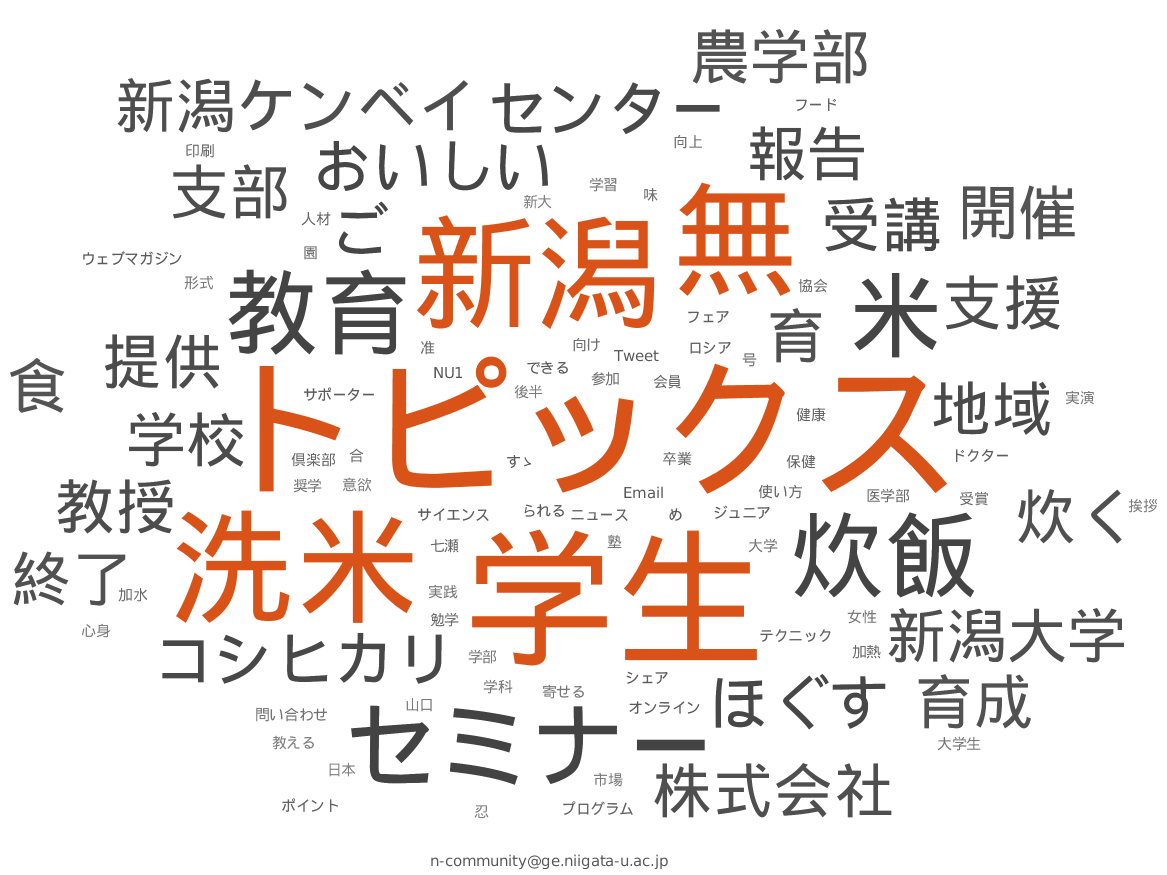 農学部
新潟ケンベイ センター
フード
印刷 向上
おいしい 報告
支部 学習 味 無 開催
人材 ご 新大 受講
園 新潟
ウェブマガジン
形式 教育 協会 米 支援
フェア 育
提供 准 向け ロシア
食 NU1 できる Tweet 号
サポーター トピックス 後半 参加 会員 地域 実演
学校 健康
倶楽部 合 すゝ 卒業 保健 ドクター
奨学 意欲 Email 使い方 医学部 受賞
教授 炊く 挨拶
サイエンス られる ニュース め ジュニア
洗米 七瀬 学生 塾 大学 炊飯
終了 加水 実践
心身 勉学 女性
コシヒカリ 学部 テクニック 加熱 新潟大学
学科 寄せる シェア
山口 オンライン ほぐす 育成
問い合わせ
教える セミナー 大学生
日本 市場 株式会社
ポイント 忍 プログラム
n-community@ge.niigata-u.ac.jp